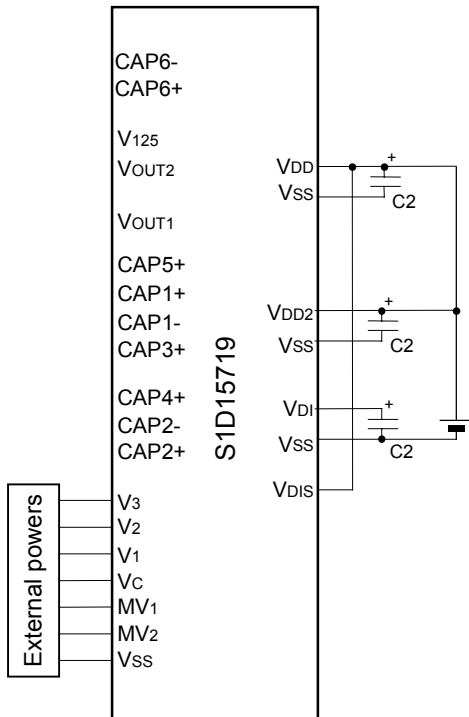 CAP6-
CAP6+
V125
VOUT2
VOUT1
CAP5+
CAP1+
CAP1-
CAP3+
CAP4+
CAP2-
CAP2+
V3
V2
V1
VC
MV1
MV2
VSS
External powers
S1D15719
VDD
VSS
VDD2
VSS
VDI
VSS
VDIS
+
C2
+
C2
+
C2